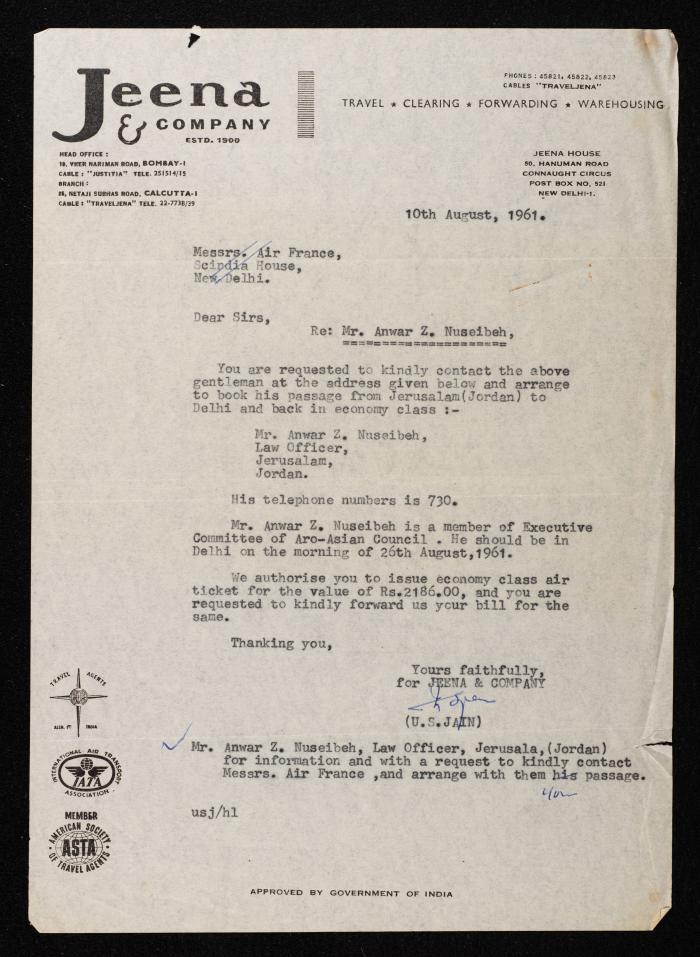 Jeena
& COMPANY
ESTD. 1900
PHONES: 45821, 45822, 45823
CABLES "TRAVELJENA"
TRAVEL ★ CLEARING ★ FORWARDING ★ WAREHOUSING
HEAD OFFICE :
10, VEER NARIMAN ROAD, BOMBAY-1
CABLE: "JUSTITIA" TELE. 251514/15
BRANCH:
25, NETAJI SUBHAS ROAD, CALCUTTA-1
CABLE: "TRAVELJENA" TELE. 22-7738/39
JEENA HOUSE
50, HANUMAN ROAD
CONNAUGHT CIRCUS
POST BOX NO. 521
NEW DELHI-1.
10th August, 1961.
Messrs. Air France,
Scindia House,
New Delhi.
Dear Sirs,
Re: Mr. Anwar Z. Nuseibeh,
=====================
You are requested to kindly contact the above
gentleman at the address given below and arrange
to book his passage from Jerusalam(Jordan) to
Delhi and back in economy class :-
Mr. Anwar Z. Nuseibeh,
Law Officer,
Jerusalam,
Jordan.
His telephone numbers is 730.
Mr. Anwar Z. Nuseibeh is a member of Executive
Committee of Aro-Asian Council . He should be in
Delhi on the morning of 26th August,1961.
We authorise you to issue economy class air
ticket for the value of Rs.2186.00, and you are
requested to kindly forward us your bill for the
same.
Thanking you,
Yours faithfully,
for JEENA & COMPANY
(U.S.JAIN)
Mr. Anwar Z. Nuseibeh, Law Officer, Jerusala,(Jordan)
for information and with a request to kindly contact
Messrs. Air France ,and arrange with them his passage.
your
usj/hl
TRAVEL AGENTS
ASSN. OF INDIA
INTERNATIONAL AIR TRANSPORT
IATA
ASSOCIATION
MEMBER
AMERICAN SOCIETY
ASTA
OF TRAVEL AGENTS
APPROVED BY GOVERNMENT OF INDIA